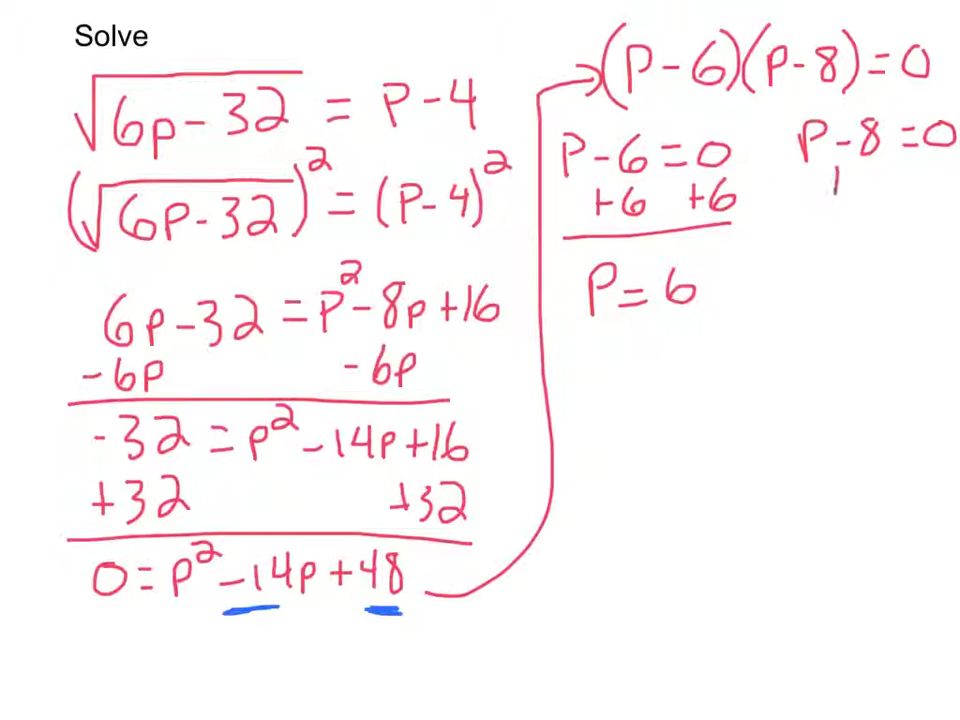 Solve
√(6p-32) = P-4
(√(6P-32))² = (P-4)²
6p-32 = P²-8p+16
-6p -6p
-32 = p²-14p+16
+32 +32
0 = p²-14p+48
(P-6)(P-8)=0
P-6=0 P-8=0
+6 +6
P=6